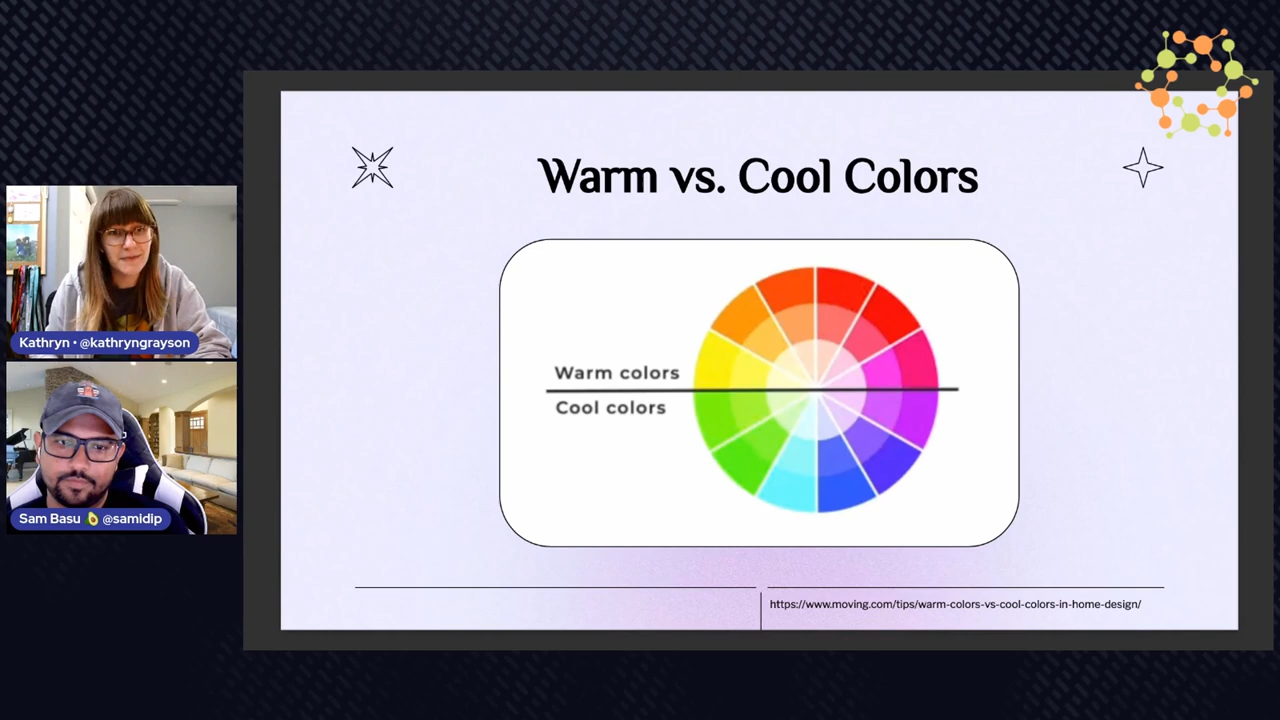 Warm vs. Cool Colors
Warm colors
Cool colors
https://www.moving.com/tips/warm-colors-vs-cool-colors-in-home-design/
Kathryn • @kathryngrayson
Sam Basu 🥑 @samidip